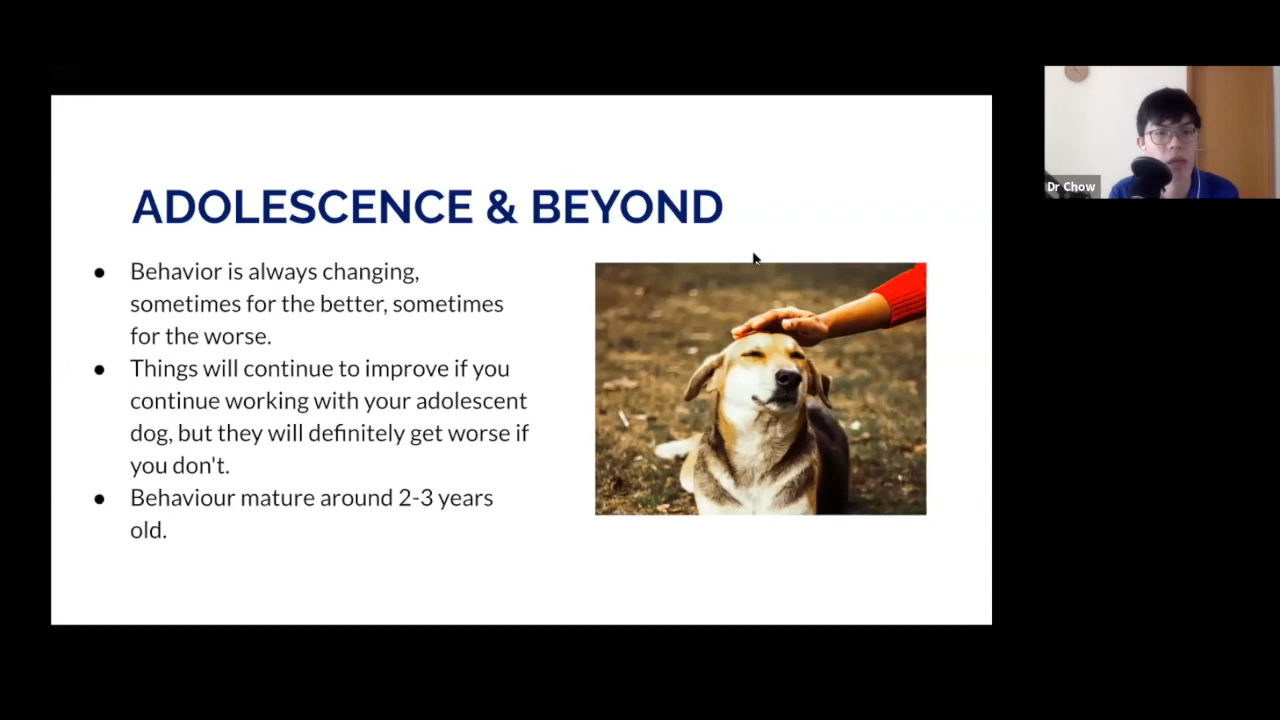 ADOLESCENCE & BEYOND
● Behavior is always changing,
sometimes for the better, sometimes
for the worse.
● Things will continue to improve if you
continue working with your adolescent
dog, but they will definitely get worse if
you don't.
● Behaviour mature around 2-3 years
old.
Dr Chow